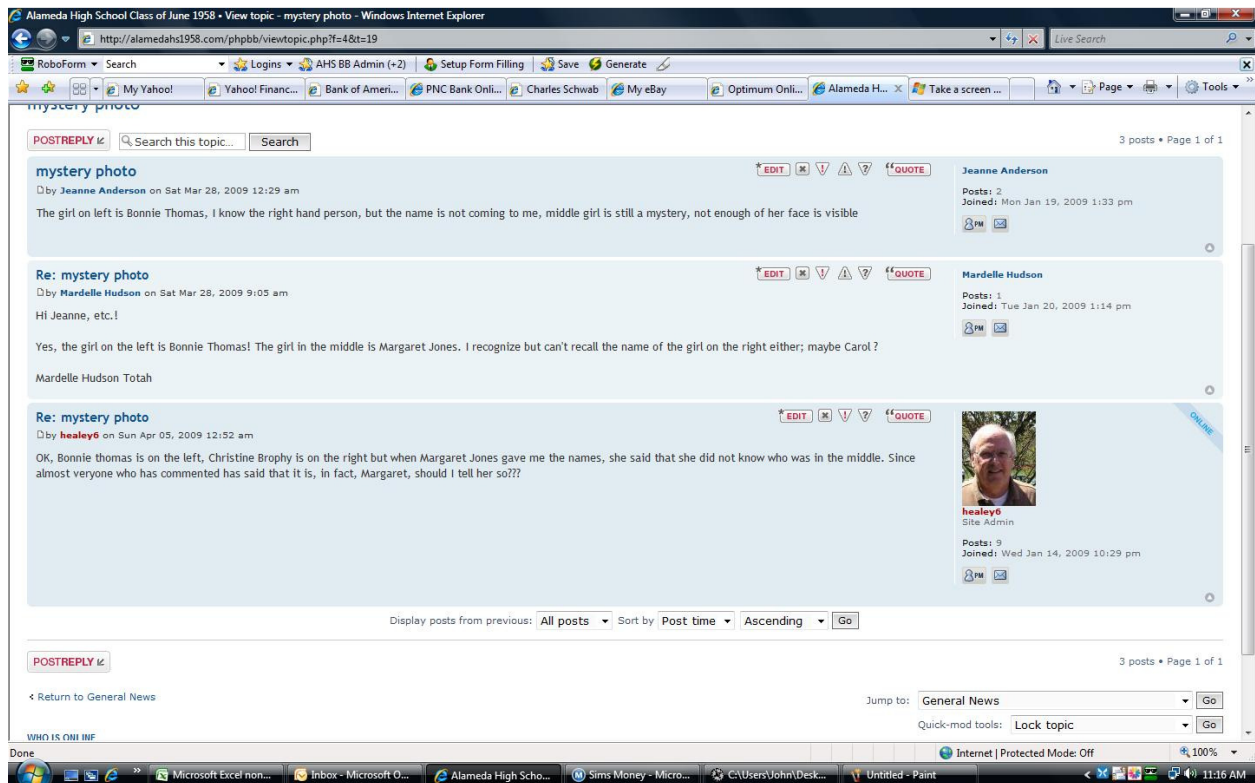 Alameda High School Class of June 1958 • View topic - mystery photo - Windows Internet Explorer
http://alamedahs1958.com/phpbb/viewtopic.php?f=4&t=19
Live Search
RoboForm
Search
Logins
AHS BB Admin (+2)
Setup Form Filling
Save
Generate
My Yahoo!
Yahoo! Financ...
Bank of Ameri...
PNC Bank Onli...
Charles Schwab
My eBay
Optimum Onli...
Alameda H...
Take a screen ...
Page
Tools
mystery photo
POSTREPLY
Search this topic...
Search
3 posts • Page 1 of 1
mystery photo
EDIT
QUOTE
by Jeanne Anderson on Sat Mar 28, 2009 12:29 am
The girl on left is Bonnie Thomas, I know the right hand person, but the name is not coming to me, middle girl is still a mystery, not enough of her face is visible
Jeanne Anderson
Posts: 2
Joined: Mon Jan 19, 2009 1:33 pm
PM
Re: mystery photo
EDIT
QUOTE
by Mardelle Hudson on Sat Mar 28, 2009 9:05 am
Hi Jeanne, etc.!
Yes, the girl on the left is Bonnie Thomas! The girl in the middle is Margaret Jones. I recognize but can't recall the name of the girl on the right either; maybe Carol ?
Mardelle Hudson Totah
Mardelle Hudson
Posts: 1
Joined: Tue Jan 20, 2009 1:14 pm
PM
Re: mystery photo
EDIT
QUOTE
by healey6 on Sun Apr 05, 2009 12:52 am
OK, Bonnie thomas is on the left, Christine Brophy is on the right but when Margaret Jones gave me the names, she said that she did not know who was in the middle. Since
almost veryone who has commented has said that it is, in fact, Margaret, should I tell her so???
ONLINE
healey6
Site Admin
Posts: 9
Joined: Wed Jan 14, 2009 10:29 pm
PM
Display posts from previous: All posts Sort by Post time Ascending Go
POSTREPLY
3 posts • Page 1 of 1
Return to General News
Jump to: General News Go
Quick-mod tools: Lock topic Go
WHO IS ONLINE
Done
Internet | Protected Mode: Off
100%
Microsoft Excel non...
Inbox - Microsoft O...
Alameda High Scho...
Sims Money - Micro...
C:\Users\John\Desk...
Untitled - Paint
11:16 AM